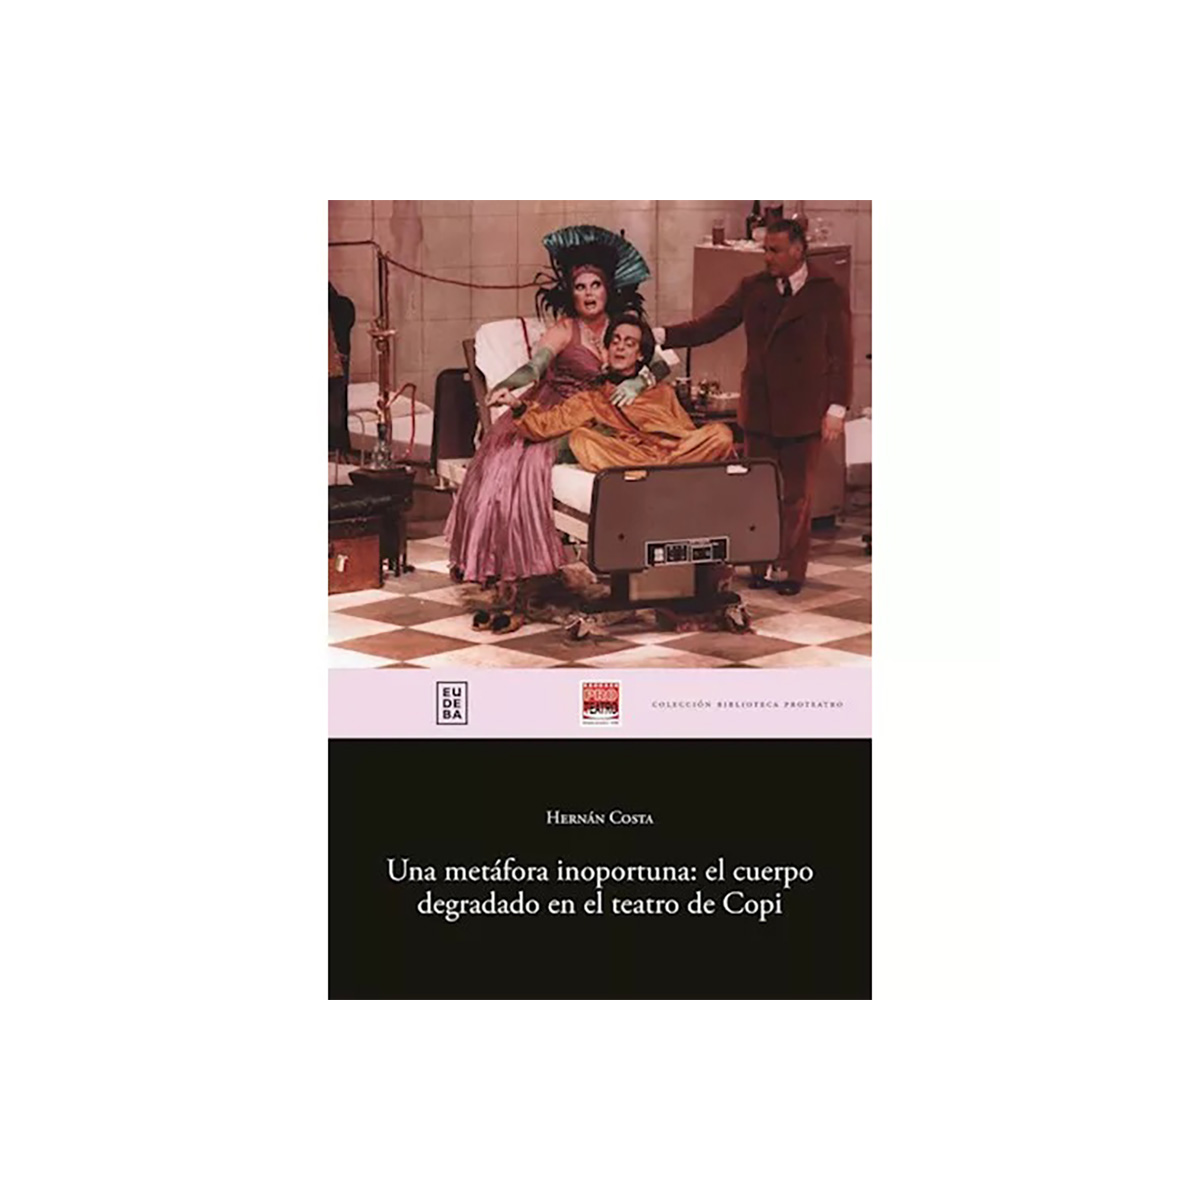 EU
DE
BA
PRO
TEATRO
COLECCIÓN BIBLIOTECA PROTEATRO
HERNÁN COSTA
Una metáfora inoportuna: el cuerpo
degradado en el teatro de Copi